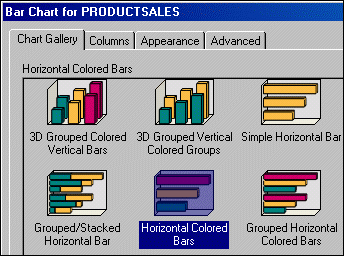 Bar Chart for PRODUCTSALES
Chart Gallery Columns Appearance Advanced
Horizontal Colored Bars
3D Grouped Colored
Vertical Bars
3D Grouped Vertical
Colored Groups
Simple Horizontal Bar
Grouped/Stacked
Horizontal Bar
Horizontal Colored
Bars
Grouped Horizontal
Colored Bars